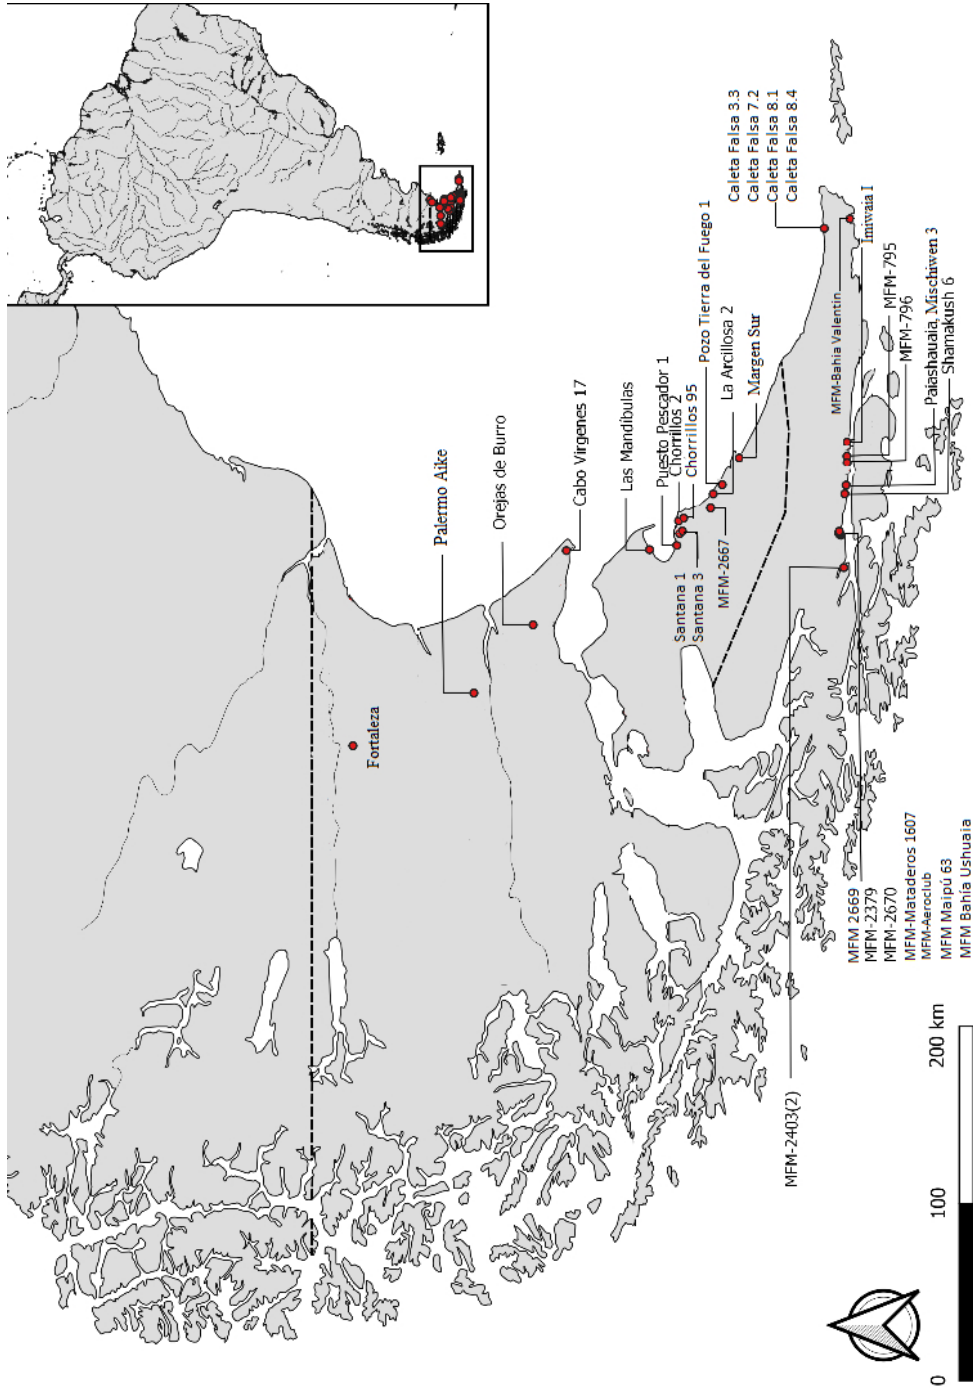 Caleta Falsa 3.3
Caleta Falsa 7.2
Caleta Falsa 8.1
Caleta Falsa 8.4
Pozo Tierra del Fuego 1
La Arcillosa 2
Margen Sur
MFM-Bahia Valentin
Imiwaia I
MFM-795
MFM-796
Paiashauaia, Mischiwen 3
Shamakush 6
Palermo Aike
Orejas de Burro
Cabo Virgenes 17
Las Mandibulas
Puesto Pescador 1
Chorrillos 2
Chorrillos 95
Santana 1
Santana 3
MFM-2667
Fortaleza
MFM 2669
MFM-2379
MFM-2670
MFM-Mataderos 1607
MFM-Aeroclub
MFM Maipú 63
MFM Bahía Ushuaia
MFM-2403(2)
0 100 200 km